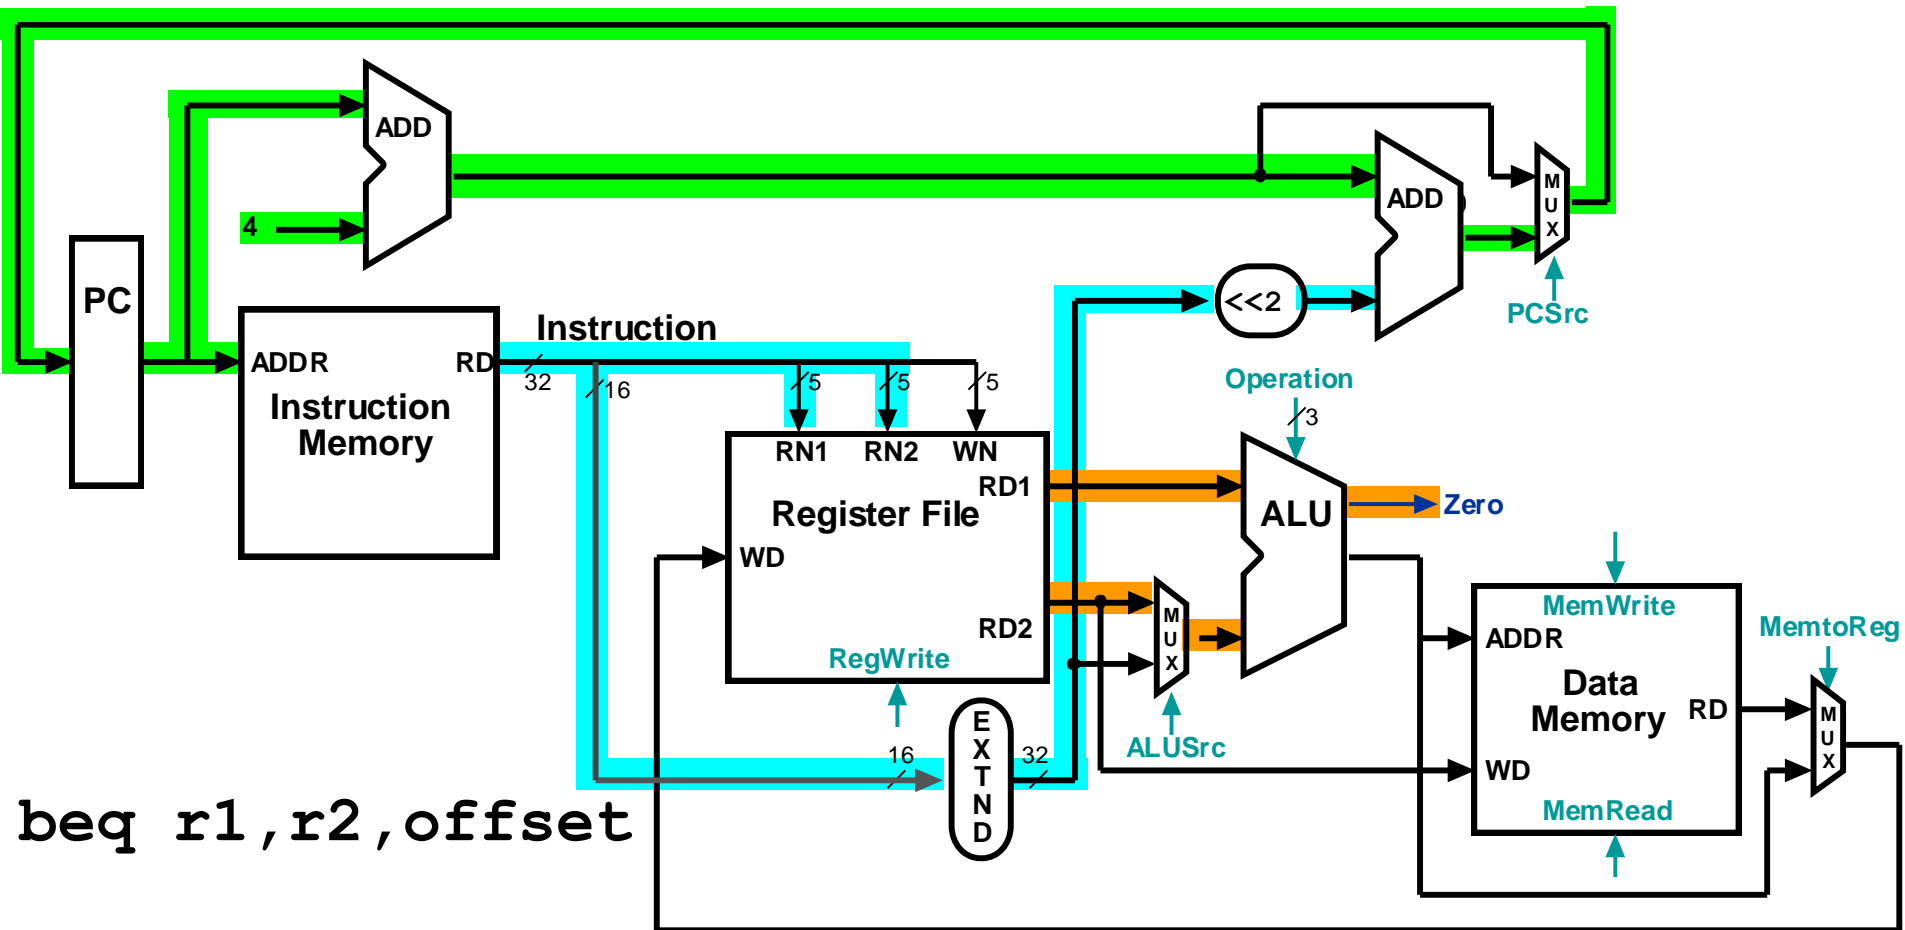 ADD
4
PC
ADD
M
U
X
<<2
PCSrc
Instruction
ADDR
RD
32
16
5
5
5
Instruction
Memory
Operation
3
RN1
RN2
WN
RD1
Register File
ALU
Zero
WD
RD2
RegWrite
M
U
X
ALUSrc
MemWrite
ADDR
MemtoReg
Data
Memory
RD
M
U
X
WD
MemRead
16
E
X
T
N
D
32
beq r1,r2,offset